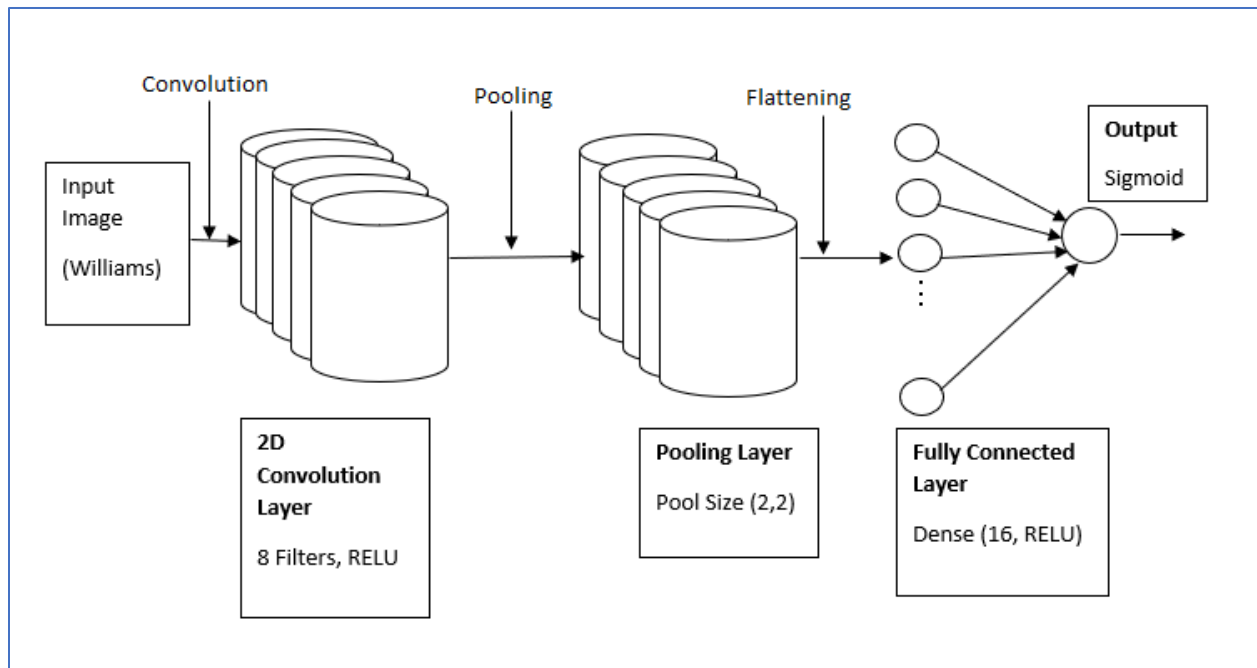 Convolution
Pooling
Flattening
Input
Image
(Williams)
Output
Sigmoid
2D
Convolution
Layer
8 Filters, RELU
Pooling Layer
Pool Size (2,2)
Fully Connected
Layer
Dense (16, RELU)